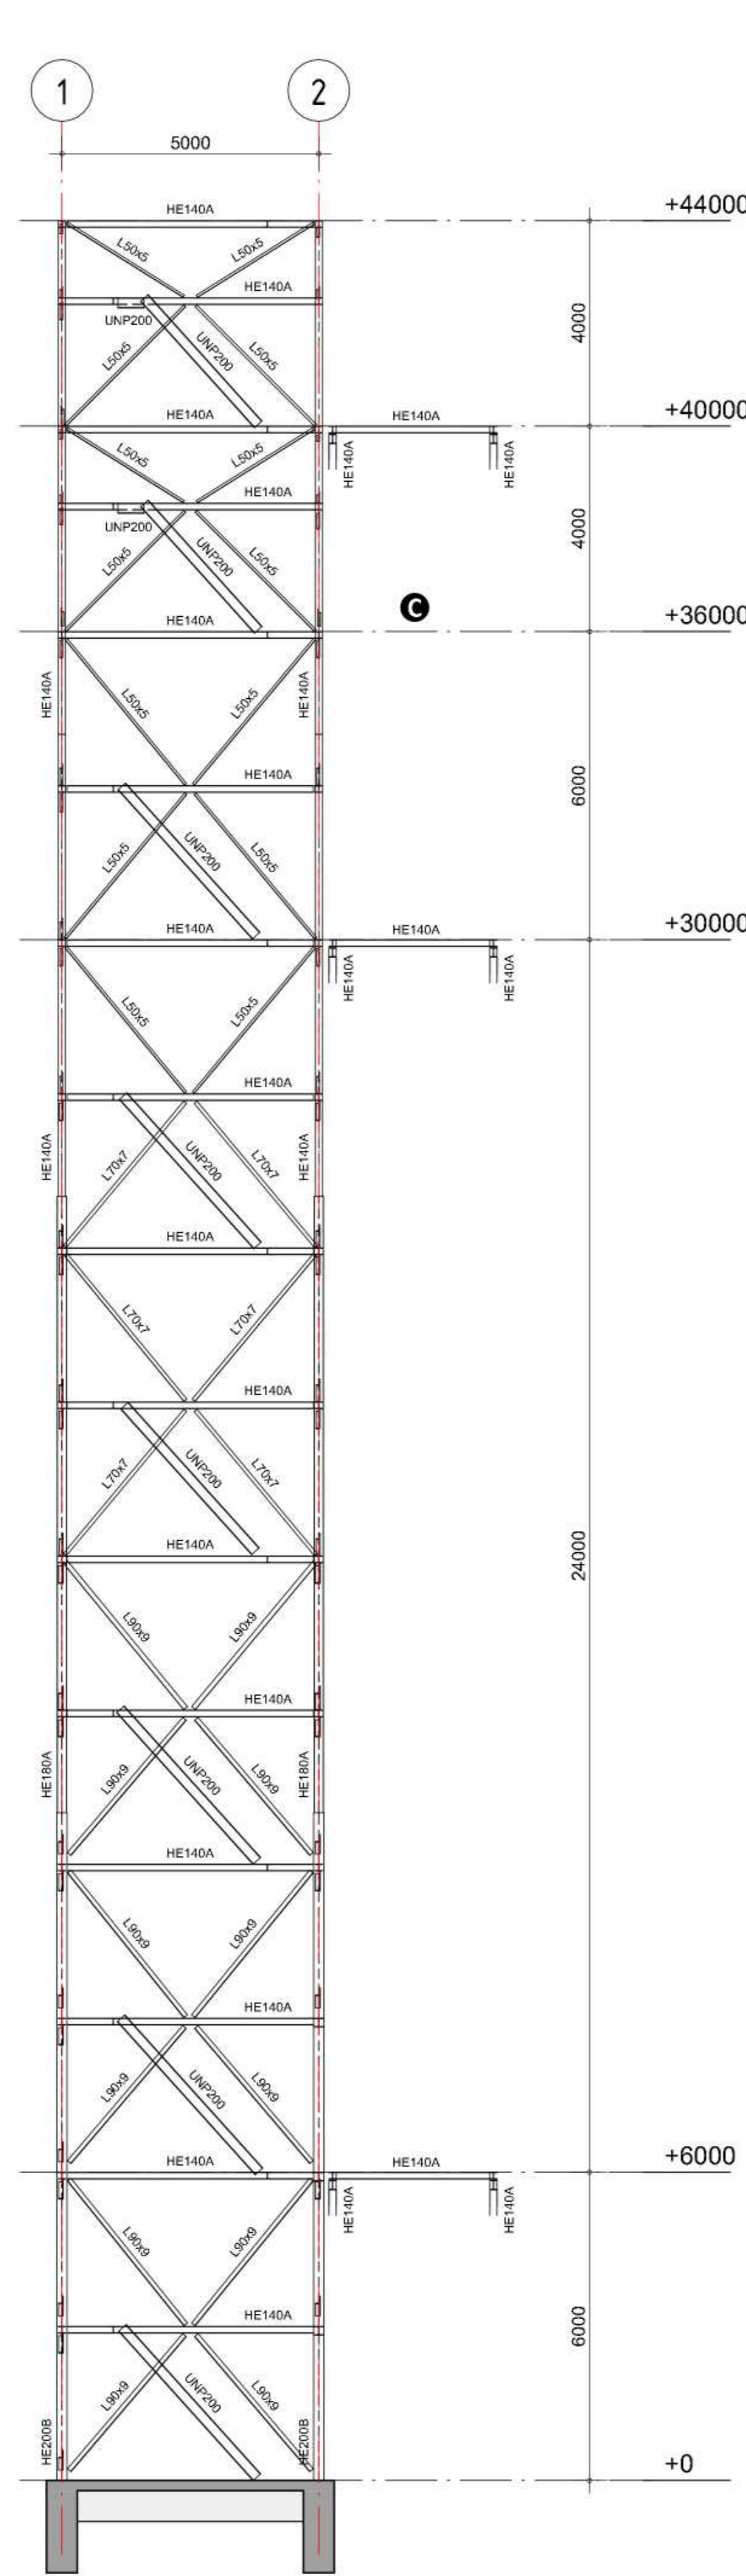 1 2
5000
HE140A +44000
L50x5 L50x5
HE140A
UNP200 4000
L50x5 UNP200 L50x5
HE140A HE140A +40000
L50x5 L50x5 HE140A HE140A
HE140A
UNP200 4000
L50x5 UNP200 L50x5
C
HE140A +36000
HE140A L50x5 L50x5 HE140A
HE140A 6000
L50x5 UNP200 L50x5
HE140A HE140A +30000
L50x5 L50x5 HE140A HE140A
HE140A
HE140A L70x7 UNP200 L70x7 HE140A
HE140A
L70x7 L70x7
HE140A
L70x7 UNP200 L70x7
HE140A 24000
L90x9 L90x9
HE140A
HE180A L90x9 UNP200 L90x9 HE180A
HE140A
L90x9 L90x9
HE140A
L90x9 UNP200 L90x9
HE140A HE140A +6000
L90x9 L90x9 HE140A HE140A
HE140A 6000
L90x9 UNP200 L90x9
HE200B HE200B
+0